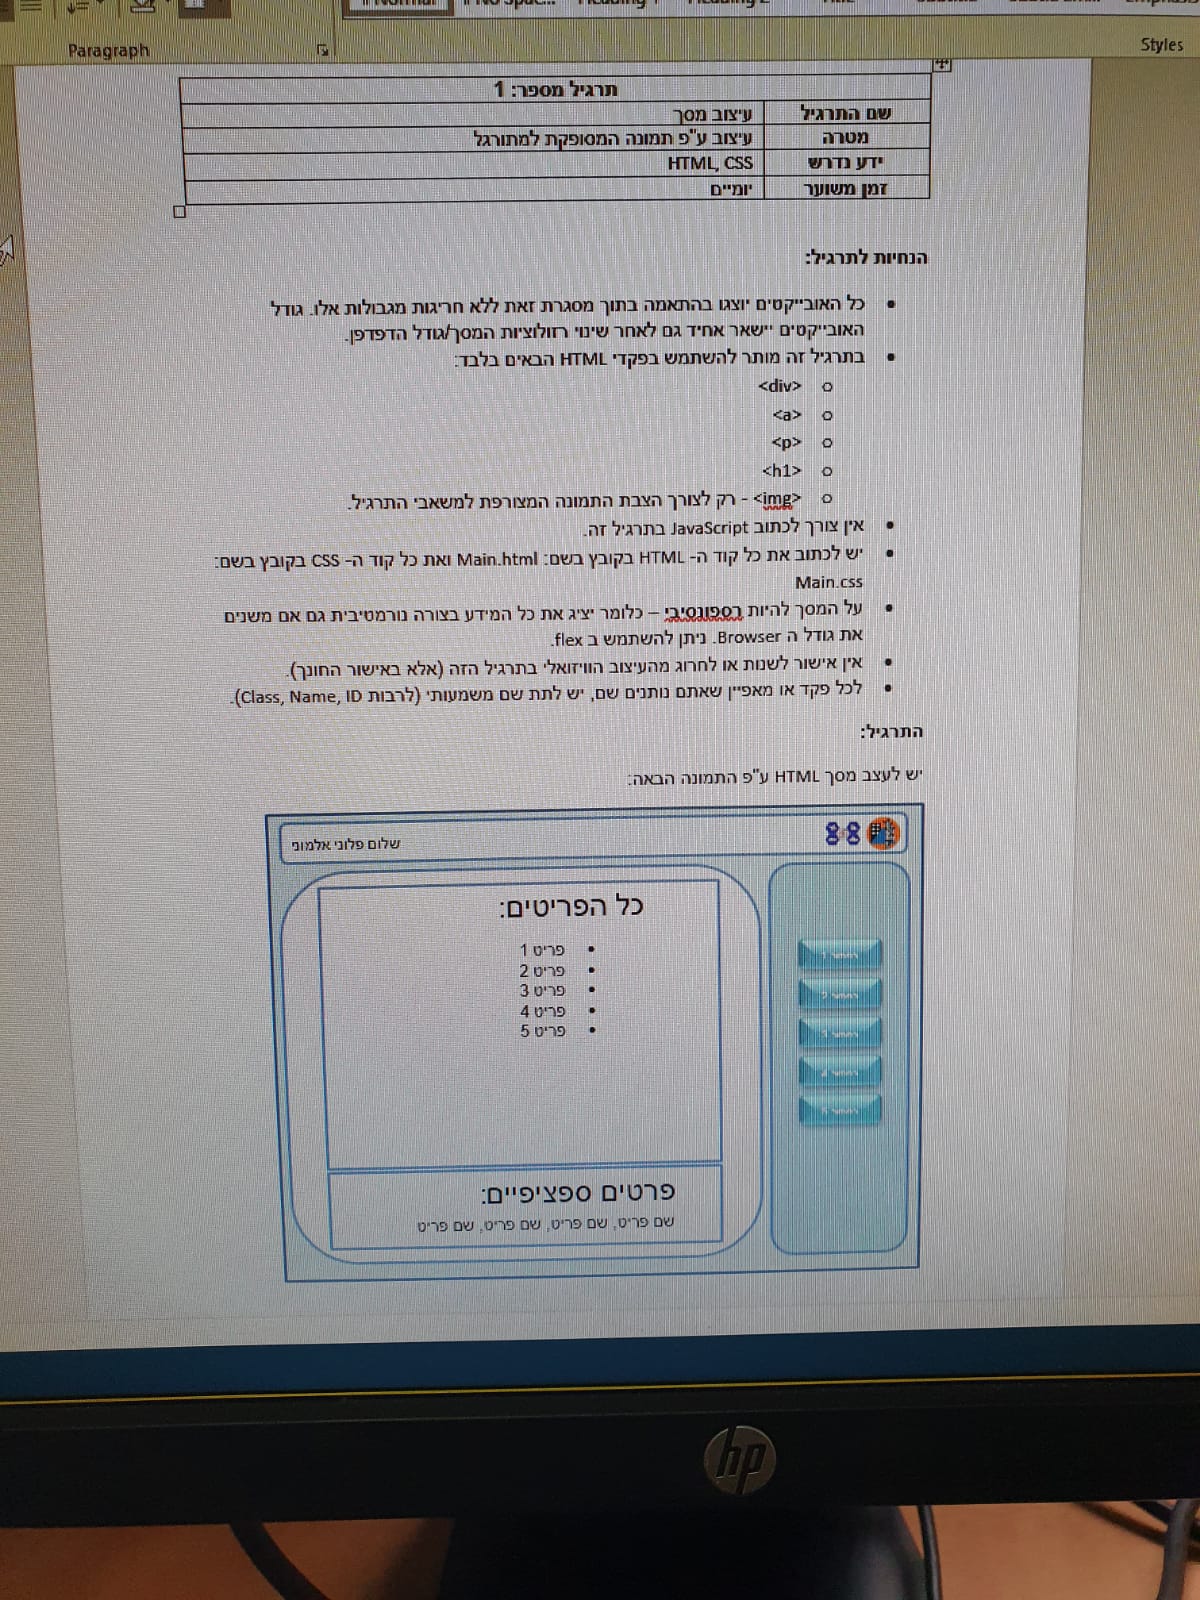 Paragraph
Styles
תרגיל מספר: 1
שם התרגיל עיצוב מסך
מטרה עיצוב ע"פ תמונה המסופקת למתורגל
ידע נדרש HTML, CSS
זמן משוער יומיים
הנחיות לתרגיל:
• כל האובייקטים יוצגו בהתאמה בתוך מסגרת זאת ללא חריגות מגבולות אלו. גודל
האובייקטים יישאר אחיד גם לאחר שינוי רזולוציות המסך/גודל הדפדפן.
• בתרגיל זה מותר להשתמש בפקדי HTML הבאים בלבד:
o <div>
o <a>
o <p>
o <h1>
o <img> - רק לצורך הצבת התמונה המצורפת למשאבי התרגיל.
• אין צורך לכתוב JavaScript בתרגיל זה.
• יש לכתוב את כל קוד ה- HTML בקובץ בשם: Main.html ואת כל קוד ה- CSS בקובץ בשם:
Main.css
• על המסך להיות רספונסיבי – כלומר יציג את כל המידע בצורה נורמטיבית גם אם משנים
את גודל ה Browser. ניתן להשתמש ב flex.
• אין אישור לשנות או לחרוג מהעיצוב הוויזואלי בתרגיל הזה (אלא באישור החונך).
• לכל פקד או מאפיין שאתם נותנים שם, יש לתת שם משמעותי (לרבות Class, Name, ID).
התרגיל:
יש לעצב מסך HTML ע"פ התמונה הבאה:
8-8
שלום פלוני אלמוני
כל הפריטים:
• פריט 1
• פריט 2
• פריט 3
• פריט 4
• פריט 5
פרטים ספציפיים:
שם פריט, שם פריט, שם פריט, שם פריט
hp